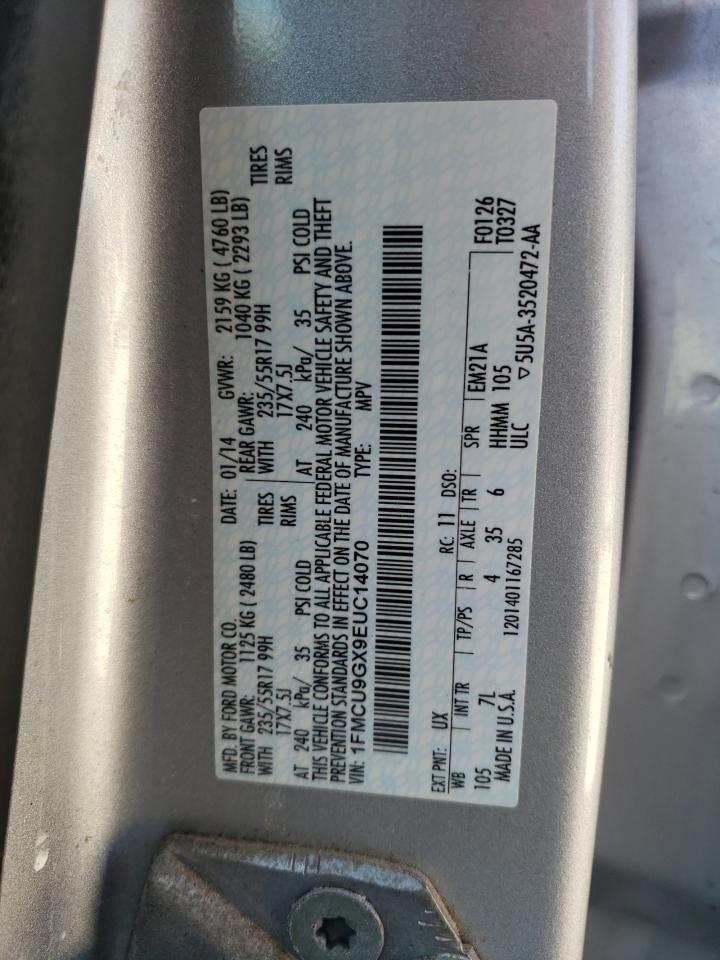 MFD. BY FORD MOTOR CO.
DATE: 01/14 GVWR: 2159 KG ( 4760 LB)
FRONT GAWR: 1125 KG ( 2480 LB) REAR GAWR: 1040 KG ( 2293 LB)
WITH 235/55R17 99H TIRES WITH 235/55R17 99H TIRES
17X7.5J RIMS 17X7.5J RIMS
AT 240 kPa/ 35 PSI COLD AT 240 kPa/ 35 PSI COLD
THIS VEHICLE CONFORMS TO ALL APPLICABLE FEDERAL MOTOR VEHICLE SAFETY AND THEFT
PREVENTION STANDARDS IN EFFECT ON THE DATE OF MANUFACTURE SHOWN ABOVE.
VIN: 1FMCU9GX9EUC14070 TYPE: MPV
EXT PNT: UX RC: 11 DSO:
WB INT TR TP/PS R AXLE TR SPR EM21A F0126
105 7L 4 35 6 HHMM 105 T0327
MADE IN U.S.A. 1201401167285 ULC ▽ 5U5A-3520472-AA